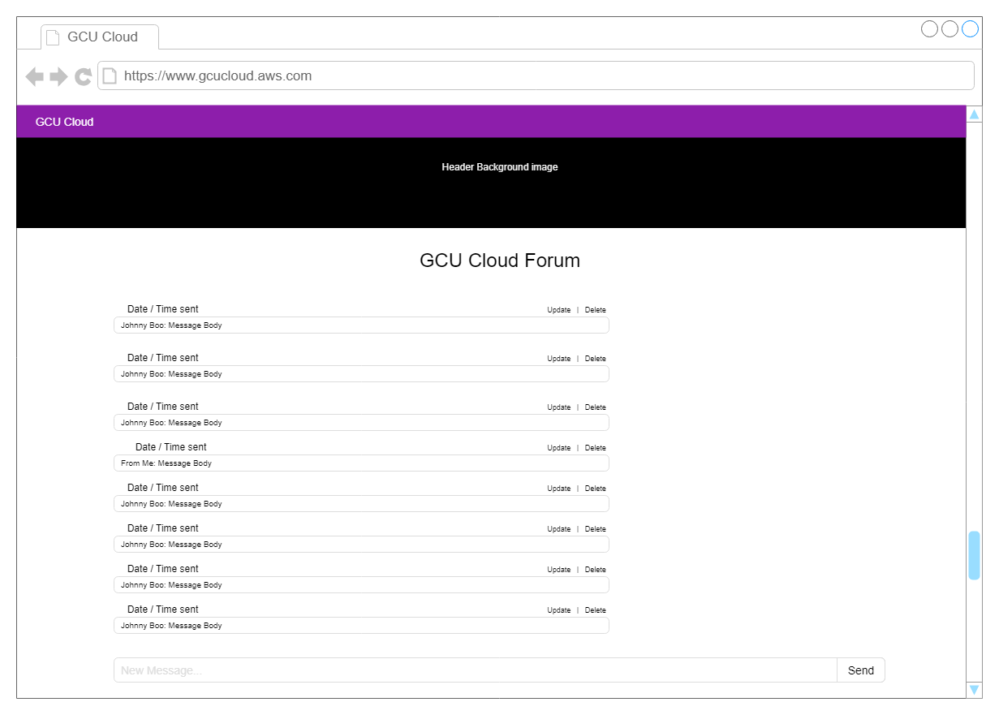 GCU Cloud
https://www.gcucloud.aws.com
GCU Cloud
Header Background image
GCU Cloud Forum
Date / Time sent Update | Delete
Johnny Boo: Message Body
Date / Time sent Update | Delete
Johnny Boo: Message Body
Date / Time sent Update | Delete
Johnny Boo: Message Body
Date / Time sent Update | Delete
From Me: Message Body
Date / Time sent Update | Delete
Johnny Boo: Message Body
Date / Time sent Update | Delete
Johnny Boo: Message Body
Date / Time sent Update | Delete
Johnny Boo: Message Body
Date / Time sent Update | Delete
Johnny Boo: Message Body
New Message... Send